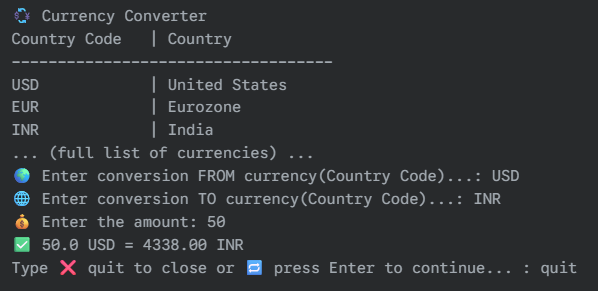 💱 Currency Converter
Country Code   | Country
-----------------------------------
USD            | United States
EUR            | Eurozone
INR            | India
... (full list of currencies) ...
🌍 Enter conversion FROM currency(Country Code)...: USD
🌐 Enter conversion TO currency(Country Code)...: INR
💰 Enter the amount: 50
✅ 50.0 USD = 4338.00 INR
Type ❌ quit to close or 🔁 press Enter to continue... : quit